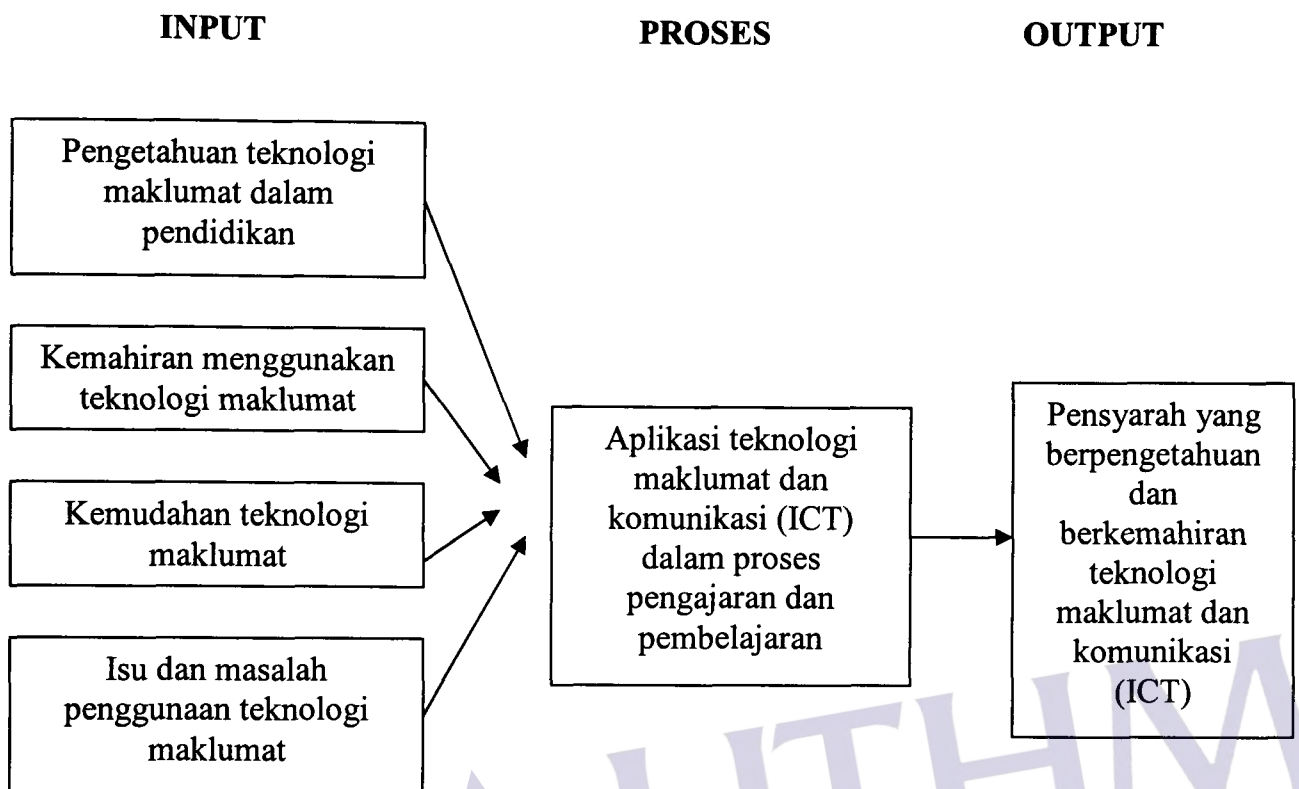 INPUT
PROSES
OUTPUT
Pengetahuan teknologi
maklumat dalam
pendidikan
Kemahiran menggunakan
teknologi maklumat
Kemudahan teknologi
maklumat
Isu dan masalah
penggunaan teknologi
maklumat
Aplikasi teknologi
maklumat dan
komunikasi (ICT)
dalam proses
pengajaran dan
pembelajaran
Pensyarah yang
berpengetahuan
dan
berkemahiran
teknologi
maklumat dan
komunikasi
(ICT)
UTHM